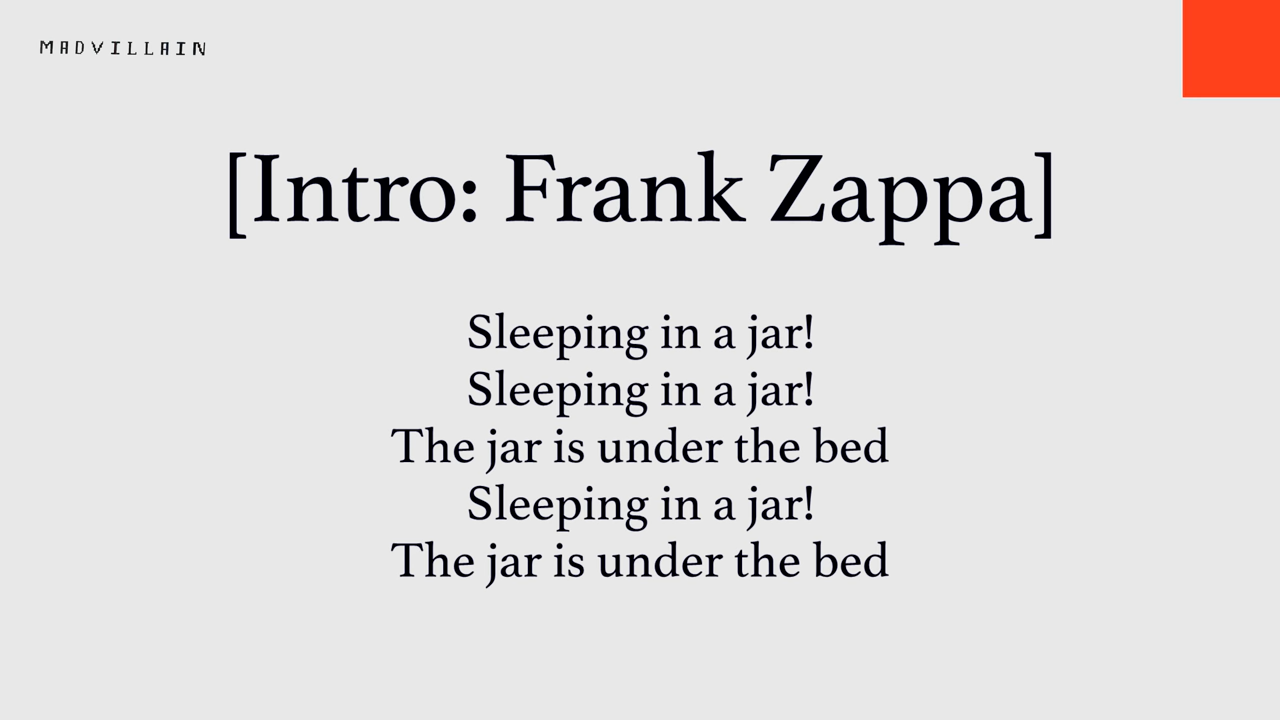 MADVILLAIN
[Intro: Frank Zappa]
Sleeping in a jar!
Sleeping in a jar!
The jar is under the bed
Sleeping in a jar!
The jar is under the bed